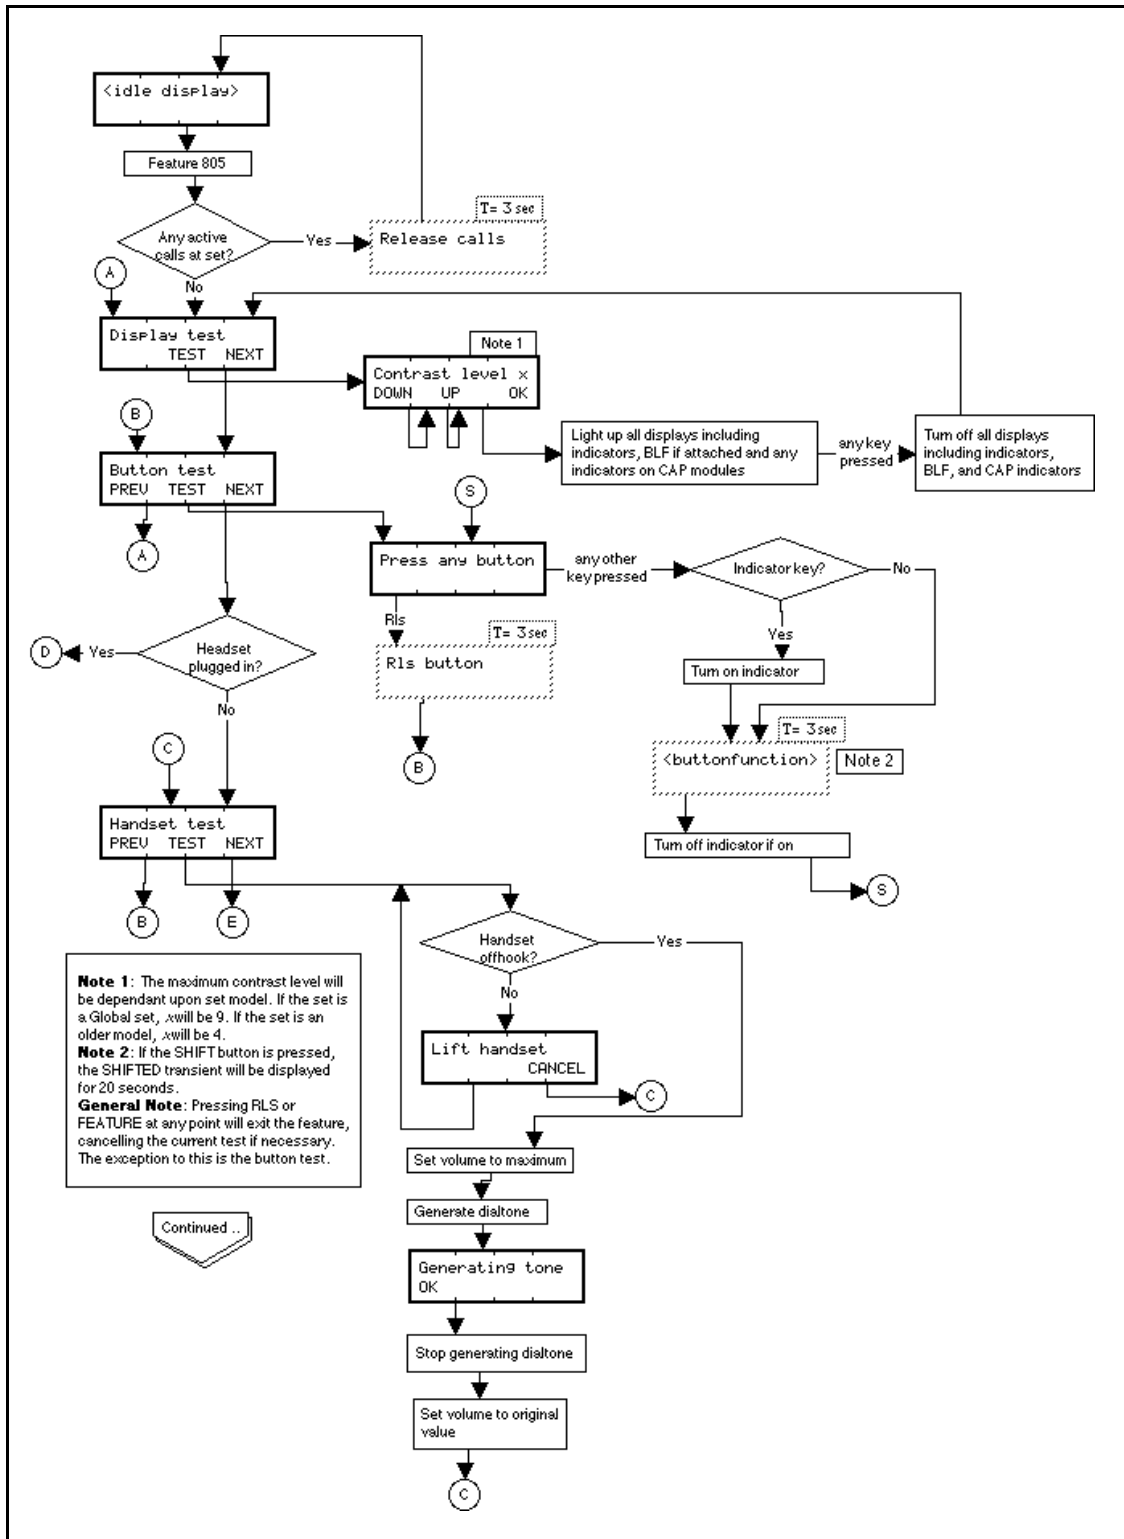 <idle display>
Feature 805
T= 3 sec
Any active
calls at set?
Yes
Release calls
A
No
Display test
TEST NEXT
Note 1
Contrast level x
DOWN UP OK
B
Light up all displays including
indicators, BLF if attached and any
indicators on CAP modules
any key
pressed
Turn off all displays
including indicators,
BLF, and CAP indicators
Button test
PREV TEST NEXT
S
A
Press any button
any other
key pressed
Indicator key?
No
Rls
T= 3 sec
Yes
D
Yes
Headset
plugged in?
Rls button
Turn on indicator
No
T= 3 sec
C
B
<buttonfunction>
Note 2
Handset test
PREV TEST NEXT
Turn off indicator if on
S
B
E
Handset
offhook?
Yes
No
Note 1: The maximum contrast level will
be dependant upon set model. If the set is
a Global set, x will be 9. If the set is an
older model, x will be 4.
Note 2: If the SHIFT button is pressed,
the SHIFTED transient will be displayed
for 20 seconds.
General Note: Pressing RLS or
FEATURE at any point will exit the feature,
cancelling the current test if necessary.
The exception to this is the button test.
Lift handset
CANCEL
C
Set volume to maximum
Generate dialtone
Continued ..
Generating tone
OK
Stop generating dialtone
Set volume to original
value
C